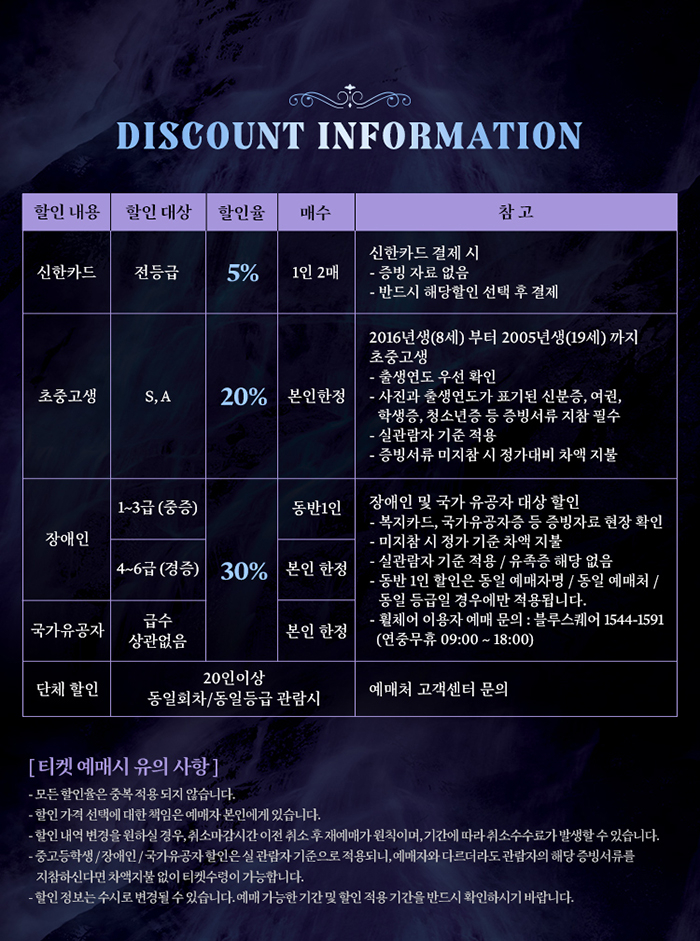 DISCOUNT INFORMATION
할인 내용 할인 대상 할인율 매수 참 고
신한카드 전등급 5% 1인 2매
신한카드 결제 시
- 증빙 자료 없음
- 반드시 해당할인 선택 후 결제
초중고생 S, A 20% 본인한정
2016년생(8세) 부터 2005년생(19세) 까지
초중고생
- 출생연도 우선 확인
- 사진과 출생연도가 표기된 신분증, 여권,
학생증, 청소년증 등 증빙서류 지참 필수
- 실관람자 기준 적용
- 증빙서류 미지참 시 정가대비 차액 지불
장애인
1~3급 (중증) 동반1인
4~6급 (경증) 30% 본인 한정
국가유공자
급수
상관없음
본인 한정
장애인 및 국가 유공자 대상 할인
- 복지카드, 국가유공자증 등 증빙자료 현장 확인
- 미지참 시 정가 기준 차액 지불
- 실관람자 기준 적용 / 유족증 해당 없음
- 동반 1인 할인은 동일 예매자명 / 동일 예매처 /
동일 등급일 경우에만 적용됩니다.
- 휠체어 이용자 예매 문의 : 블루스퀘어 1544-1591
(연중무휴 09:00 ~ 18:00)
단체 할인
20인이상
동일회차/동일등급 관람시
예매처 고객센터 문의
[ 티켓 예매시 유의 사항 ]
- 모든 할인율은 중복 적용 되지 않습니다.
- 할인 가격 선택에 대한 책임은 예매자 본인에게 있습니다.
- 할인 내역 변경을 원하실 경우, 취소마감시간 이전 취소 후 재예매가 원칙이며, 기간에 따라 취소수수료가 발생할 수 있습니다.
- 중고등학생 / 장애인 / 국가유공자 할인은 실 관람자 기준으로 적용되니, 예매자와 다르더라도 관람자의 해당 증빙서류를
지참하신다면 차액지불 없이 티켓수령이 가능합니다.
- 할인 정보는 수시로 변경될 수 있습니다. 예매 가능한 기간 및 할인 적용 기간을 반드시 확인하시기 바랍니다.